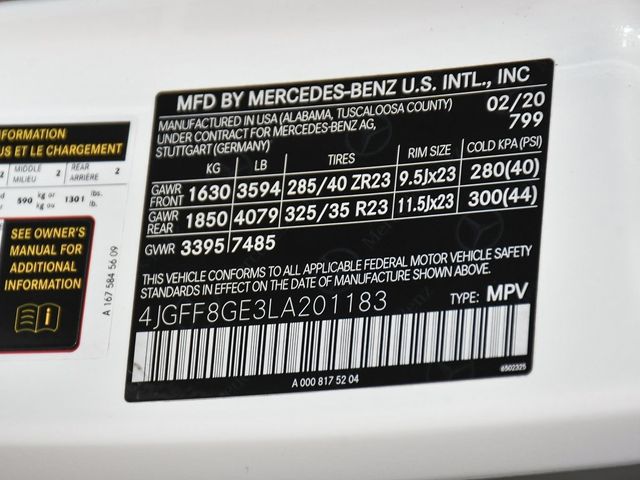 MFD BY MERCEDES-BENZ U.S. INTL., INC
MANUFACTURED IN USA (ALABAMA, TUSCALOOSA COUNTY) 02/20
UNDER CONTRACT FOR MERCEDES-BENZ AG, 799
STUTTGART (GERMANY)
KG LB TIRES RIM SIZE COLD KPA (PSI)
GAWR FRONT 1630 3594 285/40 ZR23 9.5Jx23 280(40)
GAWR REAR 1850 4079 325/35 R23 11.5Jx23 300(44)
GVWR 3395 7485
THIS VEHICLE CONFORMS TO ALL APPLICABLE FEDERAL MOTOR VEHICLE SAFETY
STANDARDS IN EFFECT ON THE DATE OF MANUFACTURE SHOWN ABOVE.
4JGFF8GE3LA201183 TYPE: MPV
A 000 817 52 04
6502325
INFORMATION
US ET LE CHARGEMENT
2 MIDDLE MILIEU 2 REAR ARRIÈRE 2
590 kg or kg ou 1301 lbs. lb.
SEE OWNER'S
MANUAL FOR
ADDITIONAL
INFORMATION
A 167 584 56 09